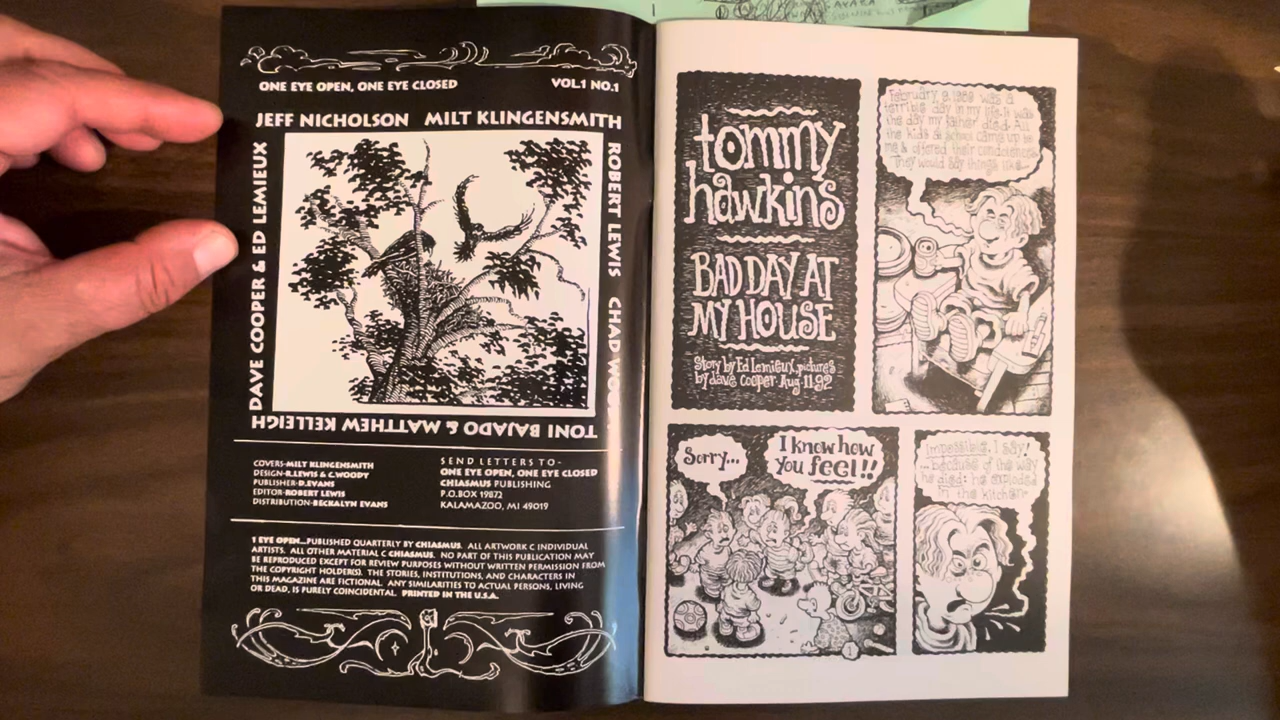 ONE EYE OPEN, ONE EYE CLOSED
VOL.1 NO.1
JEFF NICHOLSON MILT KLINGENSMITH
ROBERT LEWIS CHAD
TONI BAJADO & MATTHEW KELLEIGH
DAVE COOPER & ED LEMIEUX
COVERS-MILT KLINGENSMITH
DESIGN-R.LEWIS & C.WOODY
PUBLISHER-D.EVANS
EDITOR-ROBERT LEWIS
DISTRIBUTION-BECKALYN EVANS
SEND LETTERS TO-
ONE EYE OPEN, ONE EYE CLOSED
CHIASMUS PUBLISHING
P.O.BOX 19872
KALAMAZOO, MI 49019
1 EYE OPEN...PUBLISHED QUARTERLY BY CHIASMUS. ALL ARTWORK C INDIVIDUAL
ARTISTS. ALL OTHER MATERIAL C CHIASMUS. NO PART OF THIS PUBLICATION MAY
BE REPRODUCED EXCEPT FOR REVIEW PURPOSES WITHOUT WRITTEN PERMISSION FROM
THE COPYRIGHT HOLDER(S). THE STORIES, INSTITUTIONS, AND CHARACTERS IN
THIS MAGAZINE ARE FICTIONAL. ANY SIMILARITIES TO ACTUAL PERSONS, LIVING
OR DEAD, IS PURELY COINCIDENTAL. PRINTED IN THE U.S.A.
tommy
hawkins
BAD DAY AT
MY HOUSE
Story by Ed Lemieux, pictures
by dave Cooper Aug. 11.92
February 9, 1958 was a
terrible day in my life. It was
the day my father died. All
the kids at school came up to
me & offered their condolences.
They would say things like...
Sorry...
I know how
You feel!!
Impossible, I say!
...because of the way
he died: he exploded
in the kitchen
1